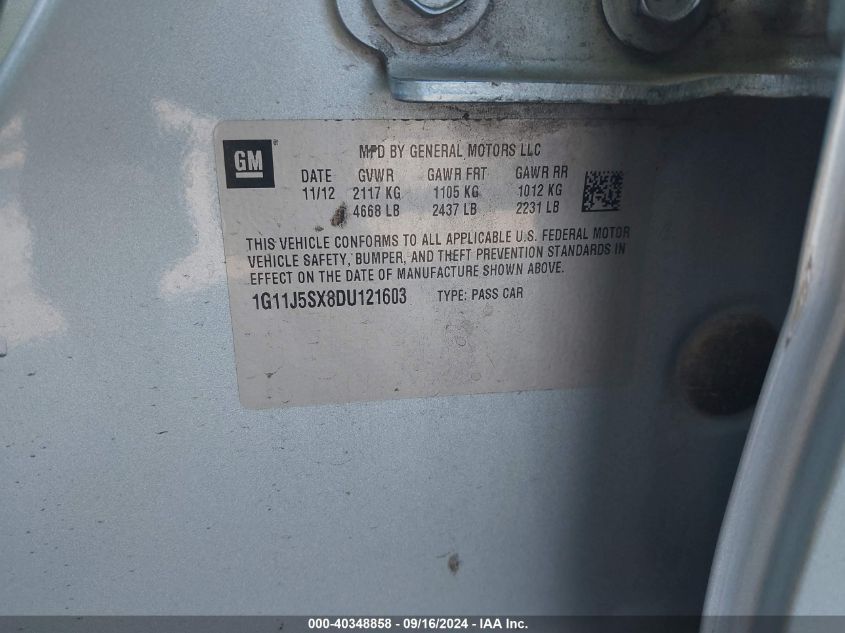 GM
MFD BY GENERAL MOTORS LLC
DATE GVWR GAWR FRT GAWR RR
11/12 2117 KG 1105 KG 1012 KG
4668 LB 2437 LB 2231 LB
THIS VEHICLE CONFORMS TO ALL APPLICABLE U.S. FEDERAL MOTOR
VEHICLE SAFETY, BUMPER, AND THEFT PREVENTION STANDARDS IN
EFFECT ON THE DATE OF MANUFACTURE SHOWN ABOVE.
1G11J5SX8DU121603 TYPE: PASS CAR
000-40348858 - 09/16/2024 - IAA Inc.